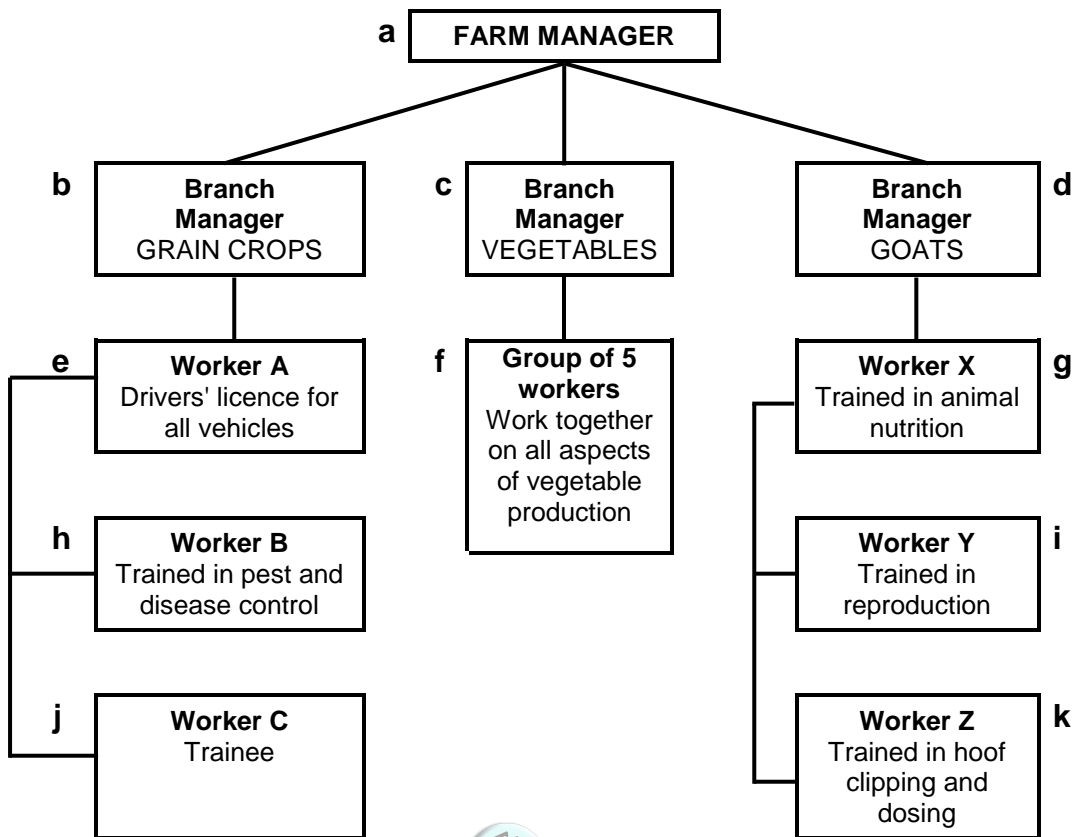 a
FARM MANAGER
b
Branch
Manager
GRAIN CROPS
c
Branch
Manager
VEGETABLES
Branch
Manager
GOATS
d
e
Worker A
Drivers' licence for
all vehicles
f
Group of 5
workers
Work together
on all aspects
of vegetable
production
Worker X
Trained in animal
nutrition
g
h
Worker B
Trained in pest and
disease control
Worker Y
Trained in
reproduction
i
j
Worker C
Trainee
Worker Z
Trained in hoof
clipping and
dosing
k